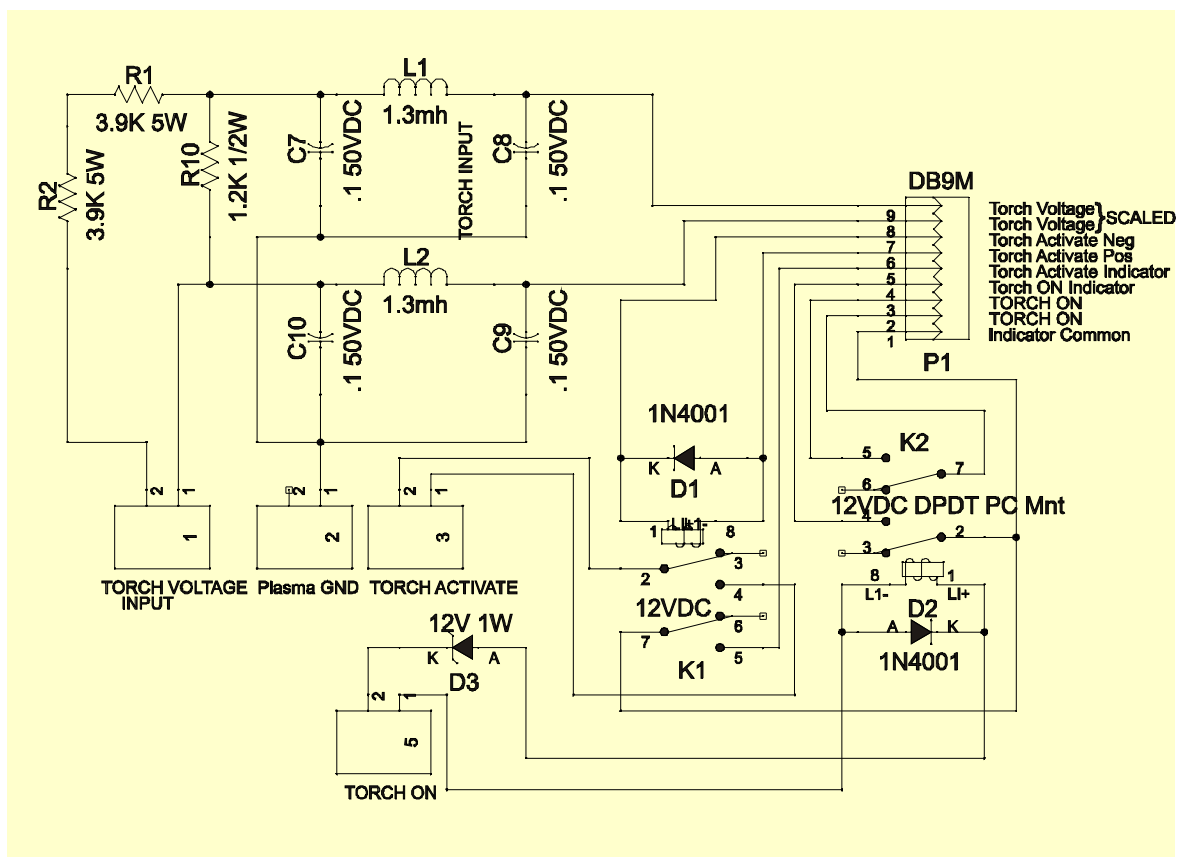 R1
3.9K 5W
R2
3.9K 5W
R10
1.2K 1/2W
C7
.1 50VDC
L1
1.3mh
TORCH INPUT
C8
.1 50VDC
L2
1.3mh
C10
.1 50VDC
C9
.1 50VDC
DB9M
9
8
7
6
5
4
3
2
1
Torch Voltage
Torch Voltage
} SCALED
Torch Activate Neg
Torch Activate Pos
Torch Activate Indicator
Torch ON Indicator
TORCH ON
TORCH ON
Indicator Common
P1
2
1
1
TORCH VOLTAGE
INPUT
2
1
2
Plasma GND
2
1
3
TORCH ACTIVATE
1N4001
K
A
D1
1
L1-
8
2
3
4
12VDC
7
6
5
K1
K2
5
7
6
12VDC DPDT PC Mnt
4
2
3
8
1
L1-
LI+
D2
A
K
1N4001
12V 1W
K
A
D3
2
1
5
TORCH ON